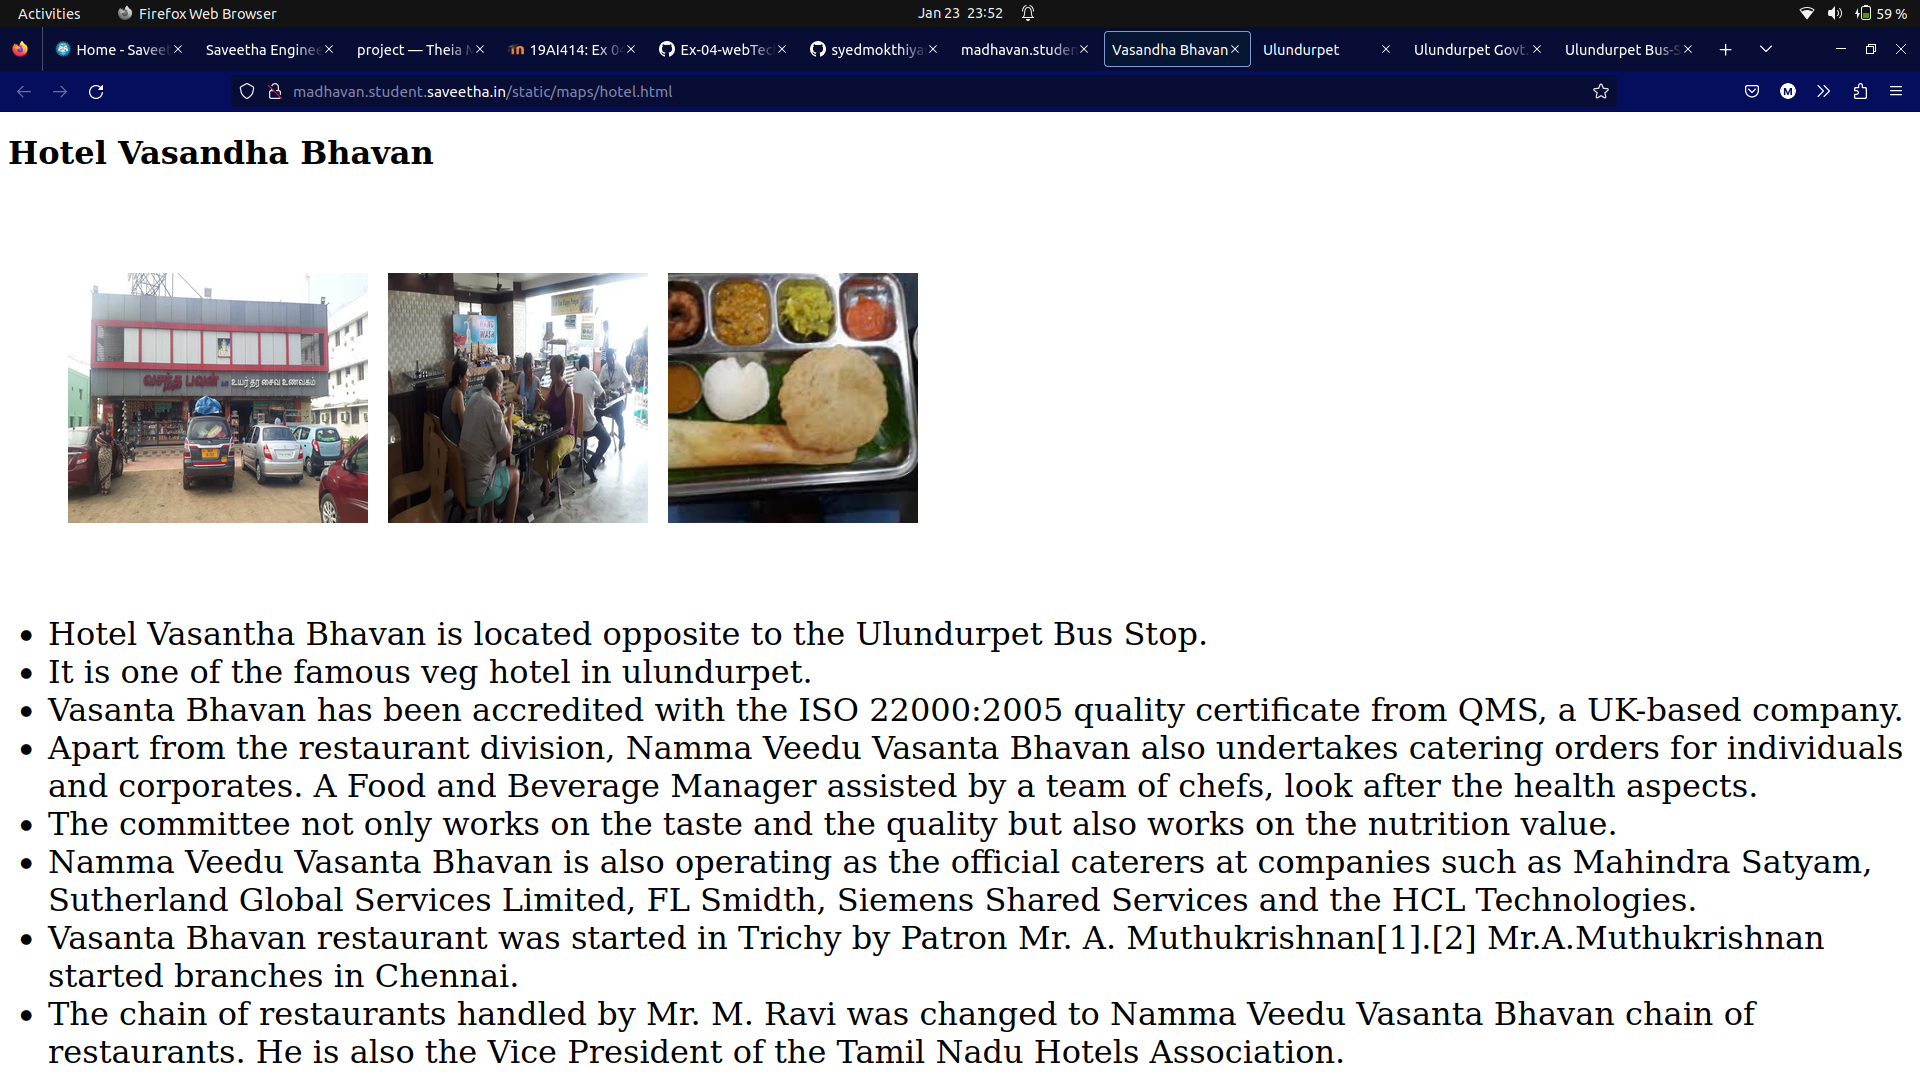 Activities Firefox Web Browser Jan 23 23:52 59 %
Home - Saveet Saveetha Enginee project — Theia 19AI414: Ex 0 Ex-04-webTec syedmokthiya madhavan.studen Vasandha Bhavan Ulundurpet Ulundurpet Govt. Ulundurpet Bus-S
madhavan.student.saveetha.in/static/maps/hotel.html M
Hotel Vasandha Bhavan
வசந்த பவன் உயர்தர சைவ உணவகம்
HAND
WASH
Hotel Vasantha Bhavan is located opposite to the Ulundurpet Bus Stop.
It is one of the famous veg hotel in ulundurpet.
Vasanta Bhavan has been accredited with the ISO 22000:2005 quality certificate from QMS, a UK-based company.
Apart from the restaurant division, Namma Veedu Vasanta Bhavan also undertakes catering orders for individuals
and corporates. A Food and Beverage Manager assisted by a team of chefs, look after the health aspects.
The committee not only works on the taste and the quality but also works on the nutrition value.
Namma Veedu Vasanta Bhavan is also operating as the official caterers at companies such as Mahindra Satyam,
Sutherland Global Services Limited, FL Smidth, Siemens Shared Services and the HCL Technologies.
Vasanta Bhavan restaurant was started in Trichy by Patron Mr. A. Muthukrishnan[1].[2] Mr.A.Muthukrishnan
started branches in Chennai.
The chain of restaurants handled by Mr. M. Ravi was changed to Namma Veedu Vasanta Bhavan chain of
restaurants. He is also the Vice President of the Tamil Nadu Hotels Association.